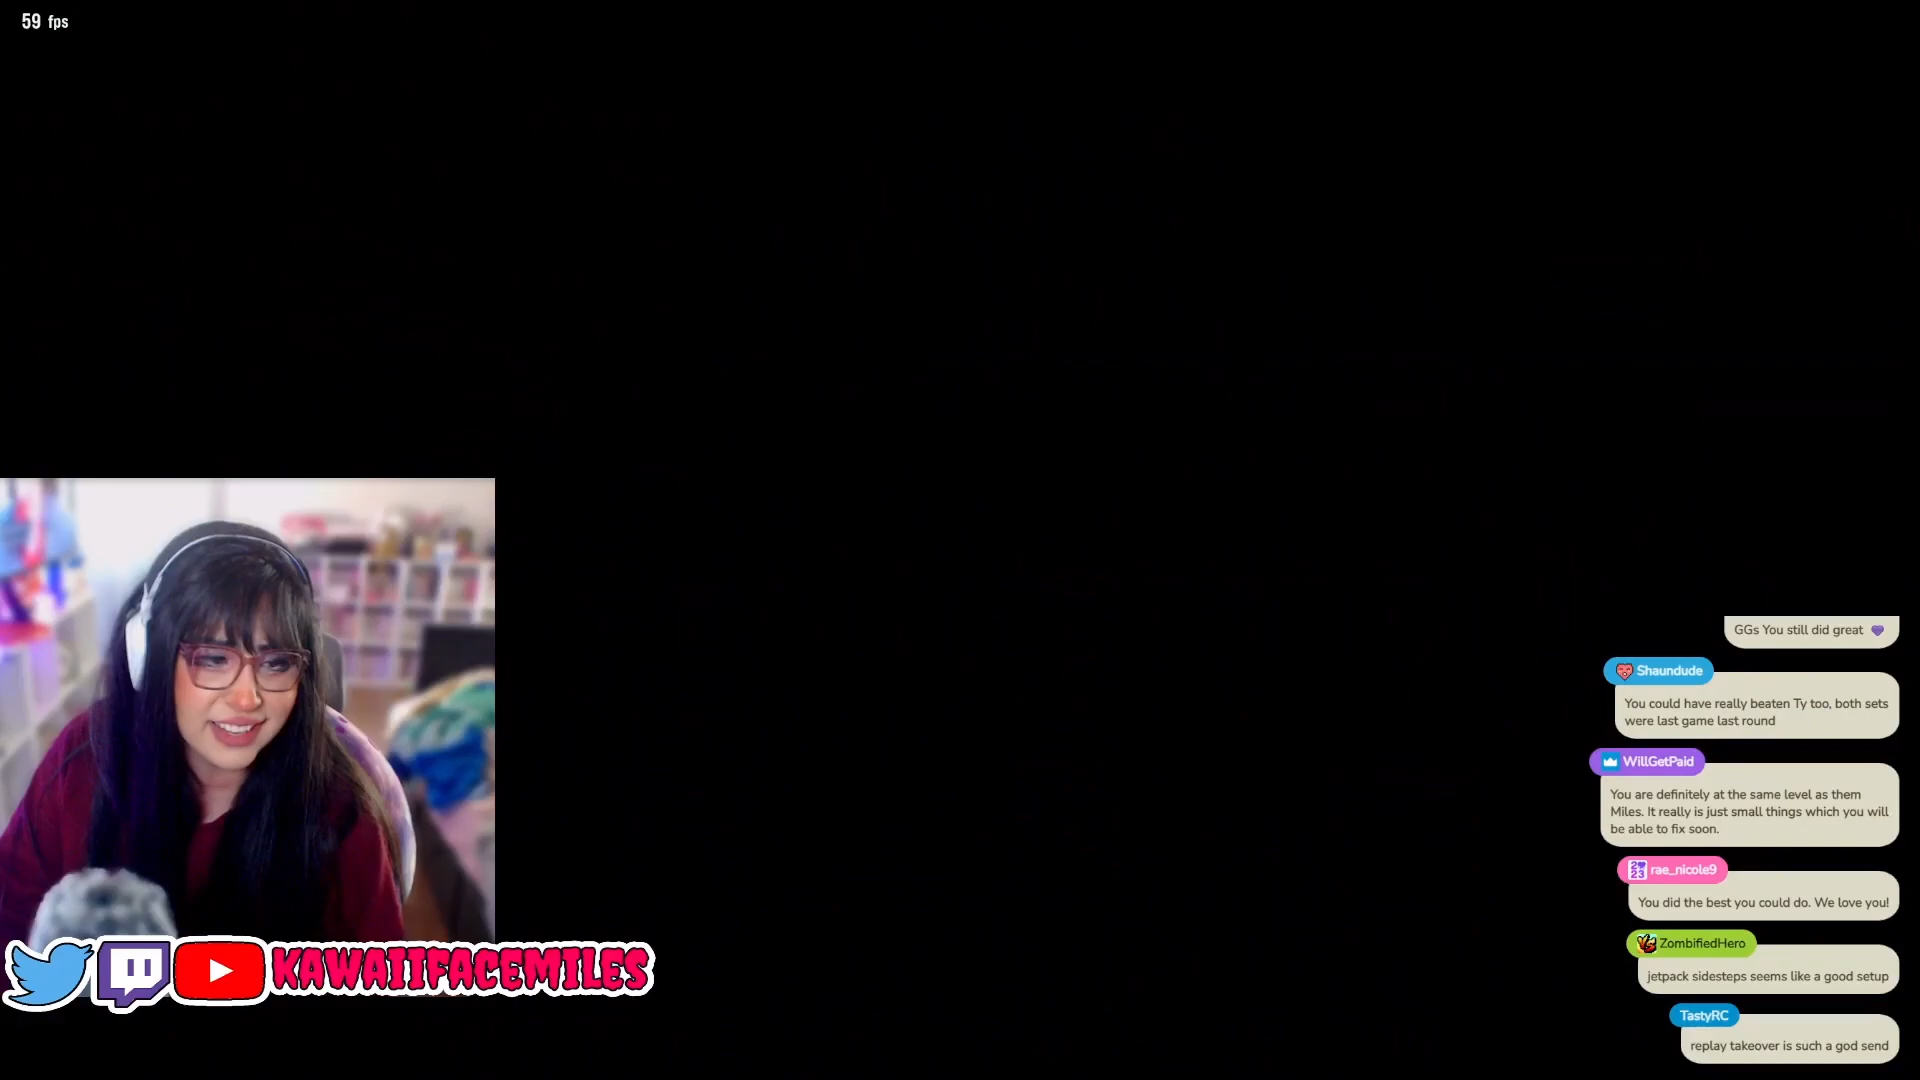 59 fps
GGs You still did great
Shaundude
You could have really beaten Ty too, both sets
were last game last round
WillGetPaid
You are definitely at the same level as them
Miles. It really is just small things which you will
be able to fix soon.
rae_nicole9
You did the best you could do. We love you!
ZombifiedHero
jetpack sidesteps seems like a good setup
TastyRC
replay takeover is such a god send
KAWAIIFACEMILES